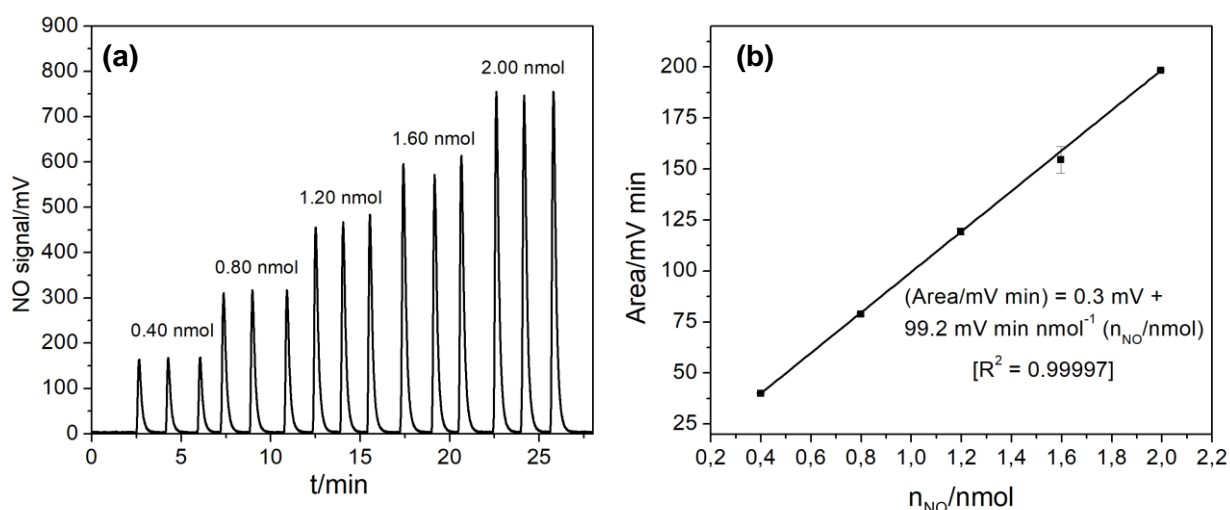 (a)
900
800
700
600
500
400
300
200
100
0
NO signal/mV
0.40 nmol
0.80 nmol
1.20 nmol
1.60 nmol
2.00 nmol
0 5 10 15 20 25
t/min
(b)
200
175
150
125
100
75
50
25
Area/mV min
(Area/mV min) = 0.3 mV +
99.2 mV min nmol⁻¹ (n_NO/nmol)
[R² = 0.99997]
0,2 0,4 0,6 0,8 1,0 1,2 1,4 1,6 1,8 2,0 2,2
n_NO/nmol